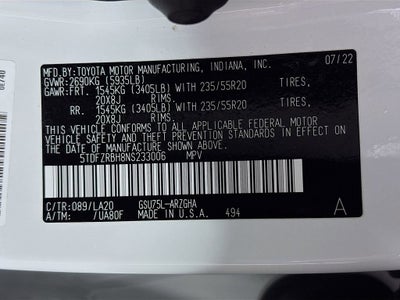 MFD.BY:TOYOTA MOTOR MANUFACTURING, INDIANA, INC. 07/22
GVWR:2690KG (5935LB)
GAWR:FRT. 1545KG (3405LB) WITH 235/55R20 TIRES,
20X8J RIMS.
RR. 1545KG (3405LB) WITH 235/55R20 TIRES,
20X8J RIMS.
THIS VEHICLE CONFORMS TO ALL APPLICABLE FEDERAL MOTOR
VEHICLE SAFETY AND THEFT PREVENTION STANDARDS IN EFFECT
ON THE DATE OF MANUFACTURE SHOWN ABOVE.
5TDFZRBH8NS233006 MPV
C/TR:089/LA20 GSU75L-ARZGHA
A/TM: /UA80F MADE IN U.S.A. 494 A